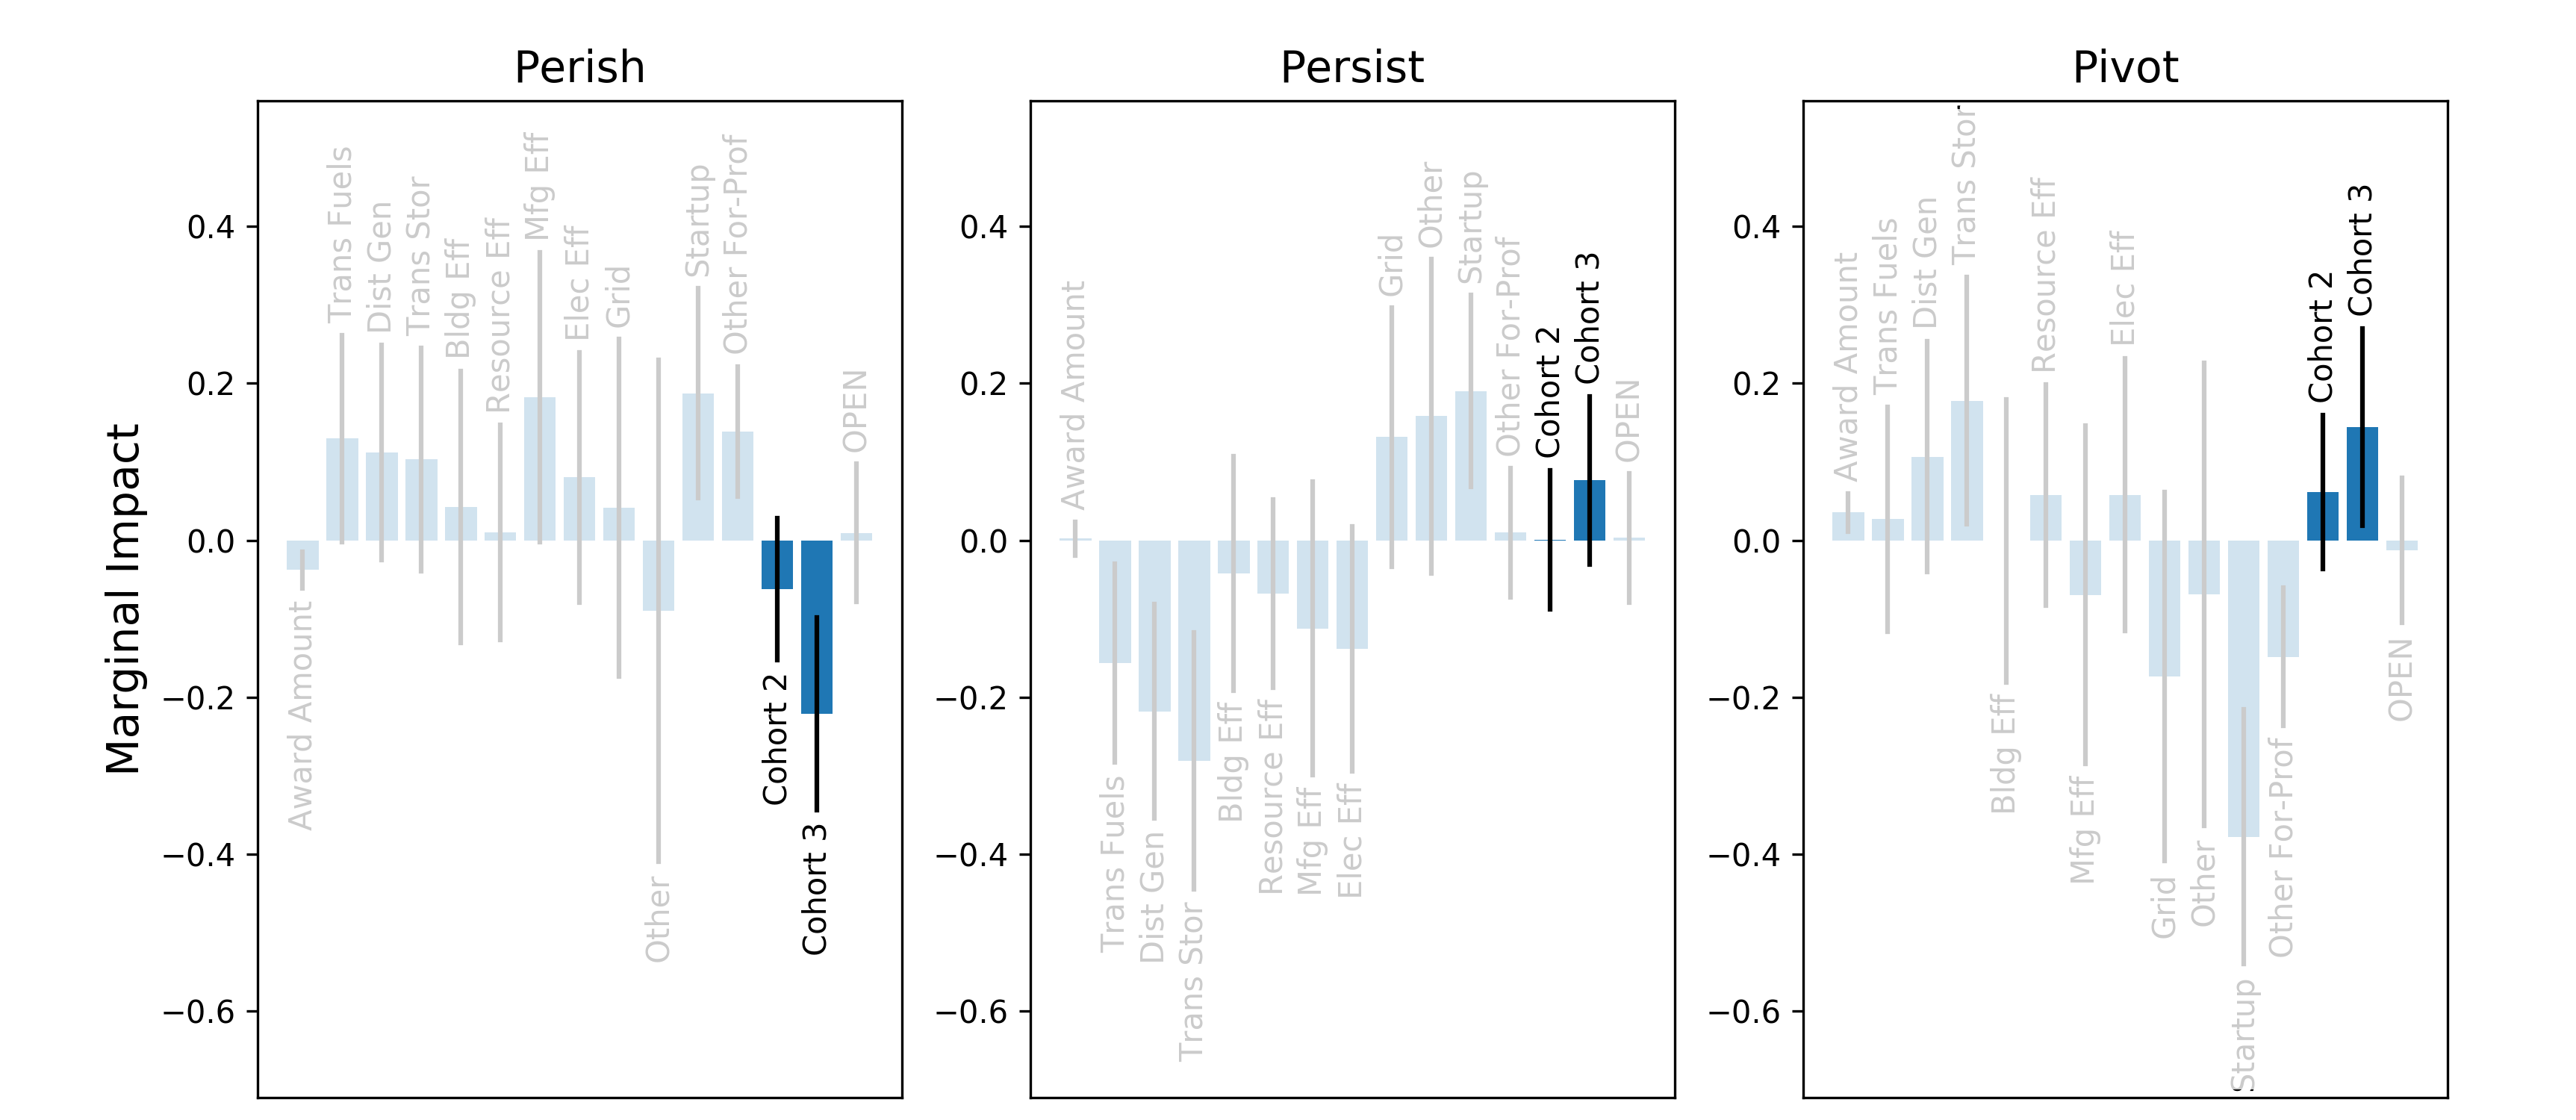 Perish
Persist
Pivot
Marginal Impact
0.4
0.2
0.0
−0.2
−0.4
−0.6
Award Amount
Trans Fuels
Dist Gen
Trans Stor
Bldg Eff
Resource Eff
Mfg Eff
Elec Eff
Grid
Other
Startup
Other For-Prof
Cohort 2
Cohort 3
OPEN
0.4
0.2
0.0
−0.2
−0.4
−0.6
Award Amount
Trans Fuels
Dist Gen
Trans Stor
Bldg Eff
Resource Eff
Mfg Eff
Elec Eff
Grid
Other
Startup
Other For-Prof
Cohort 2
Cohort 3
OPEN
0.4
0.2
0.0
−0.2
−0.4
−0.6
Award Amount
Trans Fuels
Dist Gen
Trans Stor
Bldg Eff
Resource Eff
Mfg Eff
Elec Eff
Grid
Other
Startup
Other For-Prof
Cohort 2
Cohort 3
OPEN